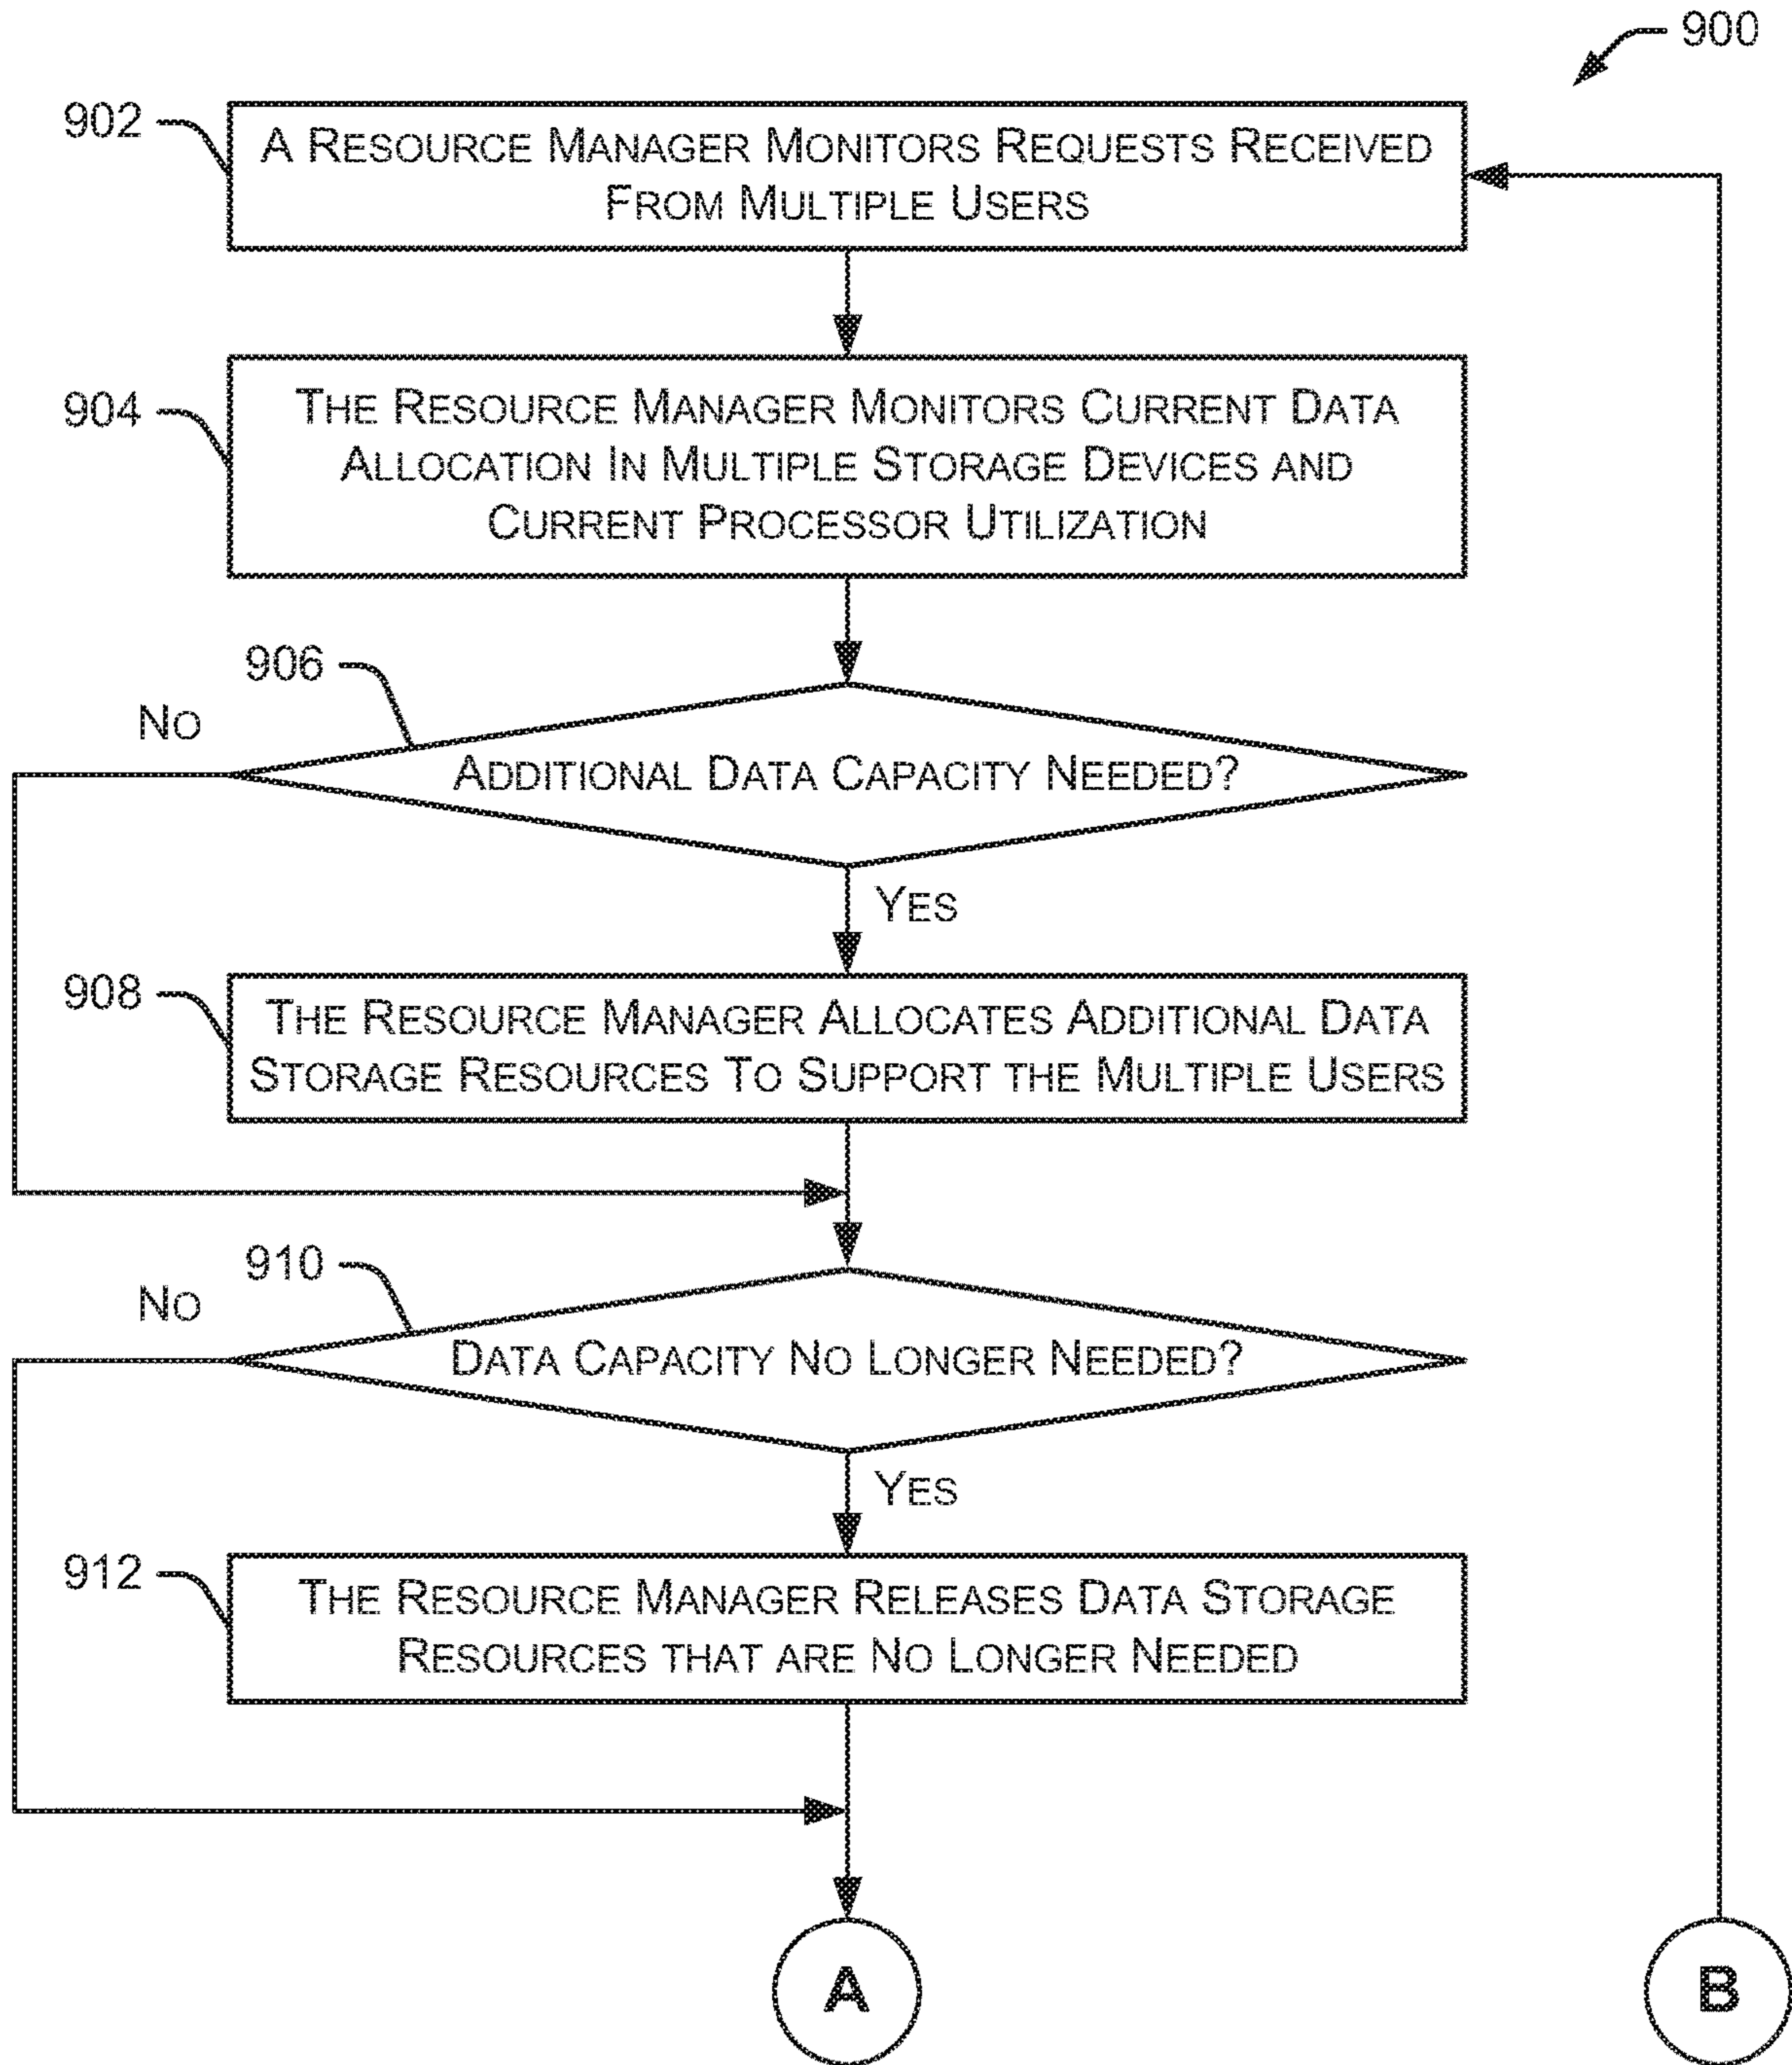 900
902
A RESOURCE MANAGER MONITORS REQUESTS RECEIVED
FROM MULTIPLE USERS
904
THE RESOURCE MANAGER MONITORS CURRENT DATA
ALLOCATION IN MULTIPLE STORAGE DEVICES AND
CURRENT PROCESSOR UTILIZATION
906
NO
ADDITIONAL DATA CAPACITY NEEDED?
YES
908
THE RESOURCE MANAGER ALLOCATES ADDITIONAL DATA
STORAGE RESOURCES TO SUPPORT THE MULTIPLE USERS
910
NO
DATA CAPACITY NO LONGER NEEDED?
YES
912
THE RESOURCE MANAGER RELEASES DATA STORAGE
RESOURCES THAT ARE NO LONGER NEEDED
A
B